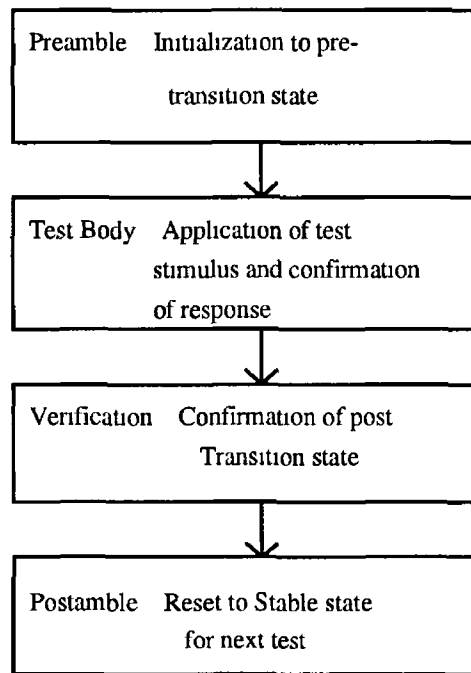 Preamble Initialization to pre-
transition state
Test Body Application of test
stimulus and confirmation
of response
Verification Confirmation of post
Transition state
Postamble Reset to Stable state
for next test